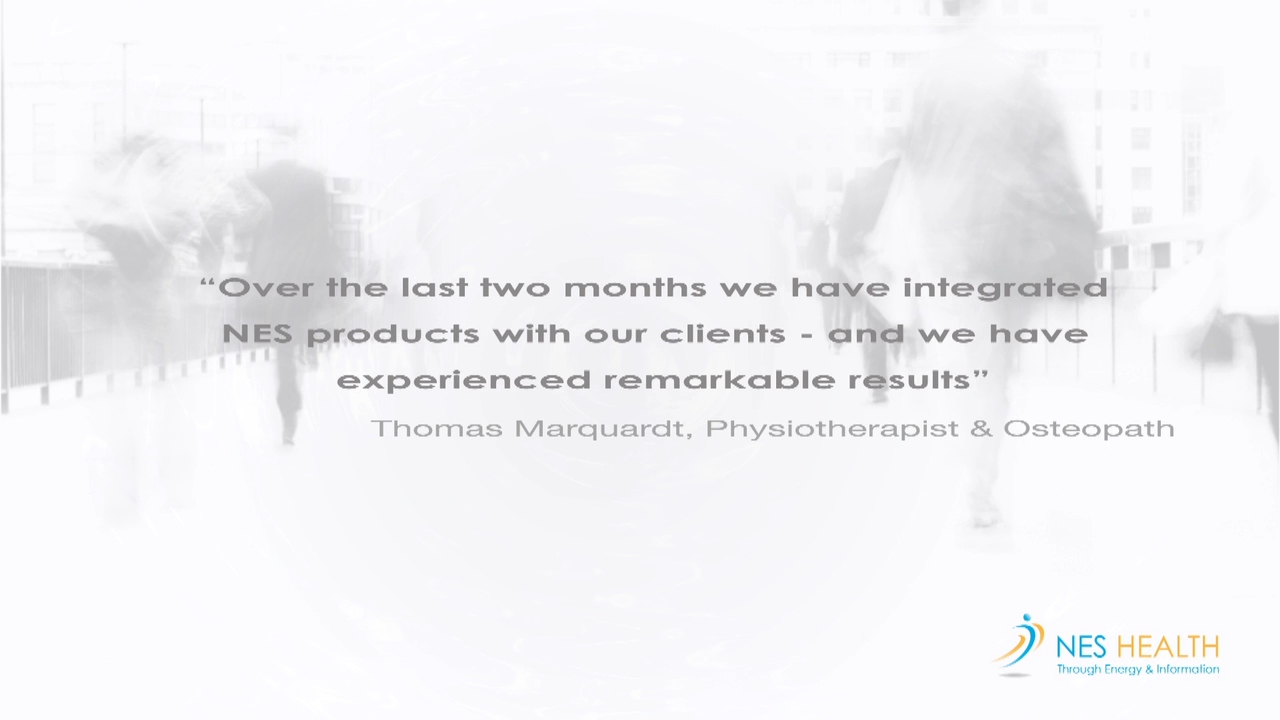 “Over the last two months we have integrated
NES products with our clients - and we have
experienced remarkable results”
Thomas Marquardt, Physiotherapist & Osteopath
NES HEALTH
Through Energy & Information